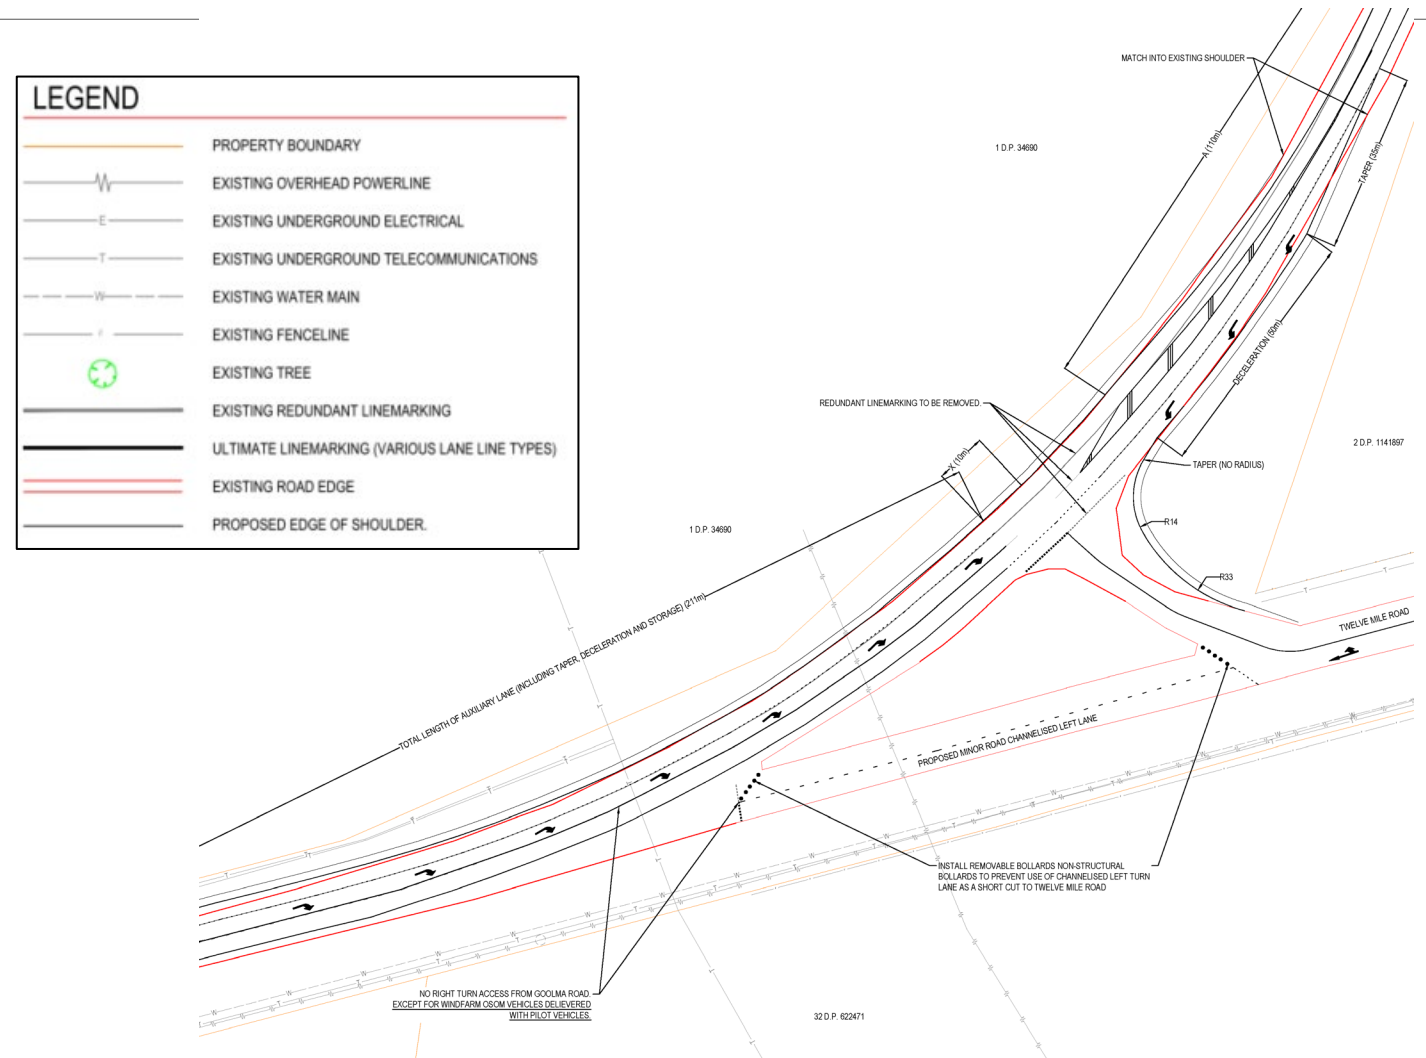 LEGEND
PROPERTY BOUNDARY
EXISTING OVERHEAD POWERLINE
E
EXISTING UNDERGROUND ELECTRICAL
T
EXISTING UNDERGROUND TELECOMMUNICATIONS
W
EXISTING WATER MAIN
F
EXISTING FENCELINE
EXISTING TREE
EXISTING REDUNDANT LINEMARKING
ULTIMATE LINEMARKING (VARIOUS LANE LINE TYPES)
EXISTING ROAD EDGE
PROPOSED EDGE OF SHOULDER.
MATCH INTO EXISTING SHOULDER
1 D.P. 34690
A (110m)
TAPER (35m)
DECELERATION (50m)
REDUNDANT LINEMARKING TO BE REMOVED.
2 D.P. 1141897
X (10m)
TAPER (NO RADIUS)
1 D.P. 34690
R14
R33
TWELVE MILE ROAD
TOTAL LENGTH OF AUXILIARY LANE (INCLUDING TAPER, DECELERATION AND STORAGE) (211m)
PROPOSED MINOR ROAD CHANNELISED LEFT LANE
INSTALL REMOVABLE BOLLARDS NON-STRUCTURAL
BOLLARDS TO PREVENT USE OF CHANNELISED LEFT TURN
LANE AS A SHORT CUT TO TWELVE MILE ROAD
NO RIGHT TURN ACCESS FROM GOOLMA ROAD.
EXCEPT FOR WINDFARM OSOM VEHICLES DELIEVERED
WITH PILOT VEHICLES.
32 D.P. 622471